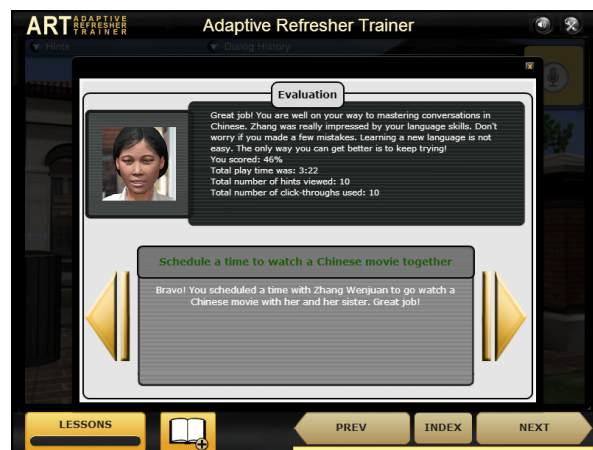 ART ADAPTIVE REFRESHER TRAINER
Adaptive Refresher Trainer
Hints
Dialog History
Evaluation
Great job! You are well on your way to mastering conversations in
Chinese. Zhang was really impressed by your language skills. Don't
worry if you made a few mistakes. Learning a new language is not
easy. The only way you can get better is to keep trying!
You scored: 46%
Total play time was: 3:22
Total number of hints viewed: 10
Total number of click-throughs used: 10
Schedule a time to watch a Chinese movie together
Bravo! You scheduled a time with Zhang Wenjuan to go watch a
Chinese movie with her and her sister. Great job!
LESSONS
PREV
INDEX
NEXT